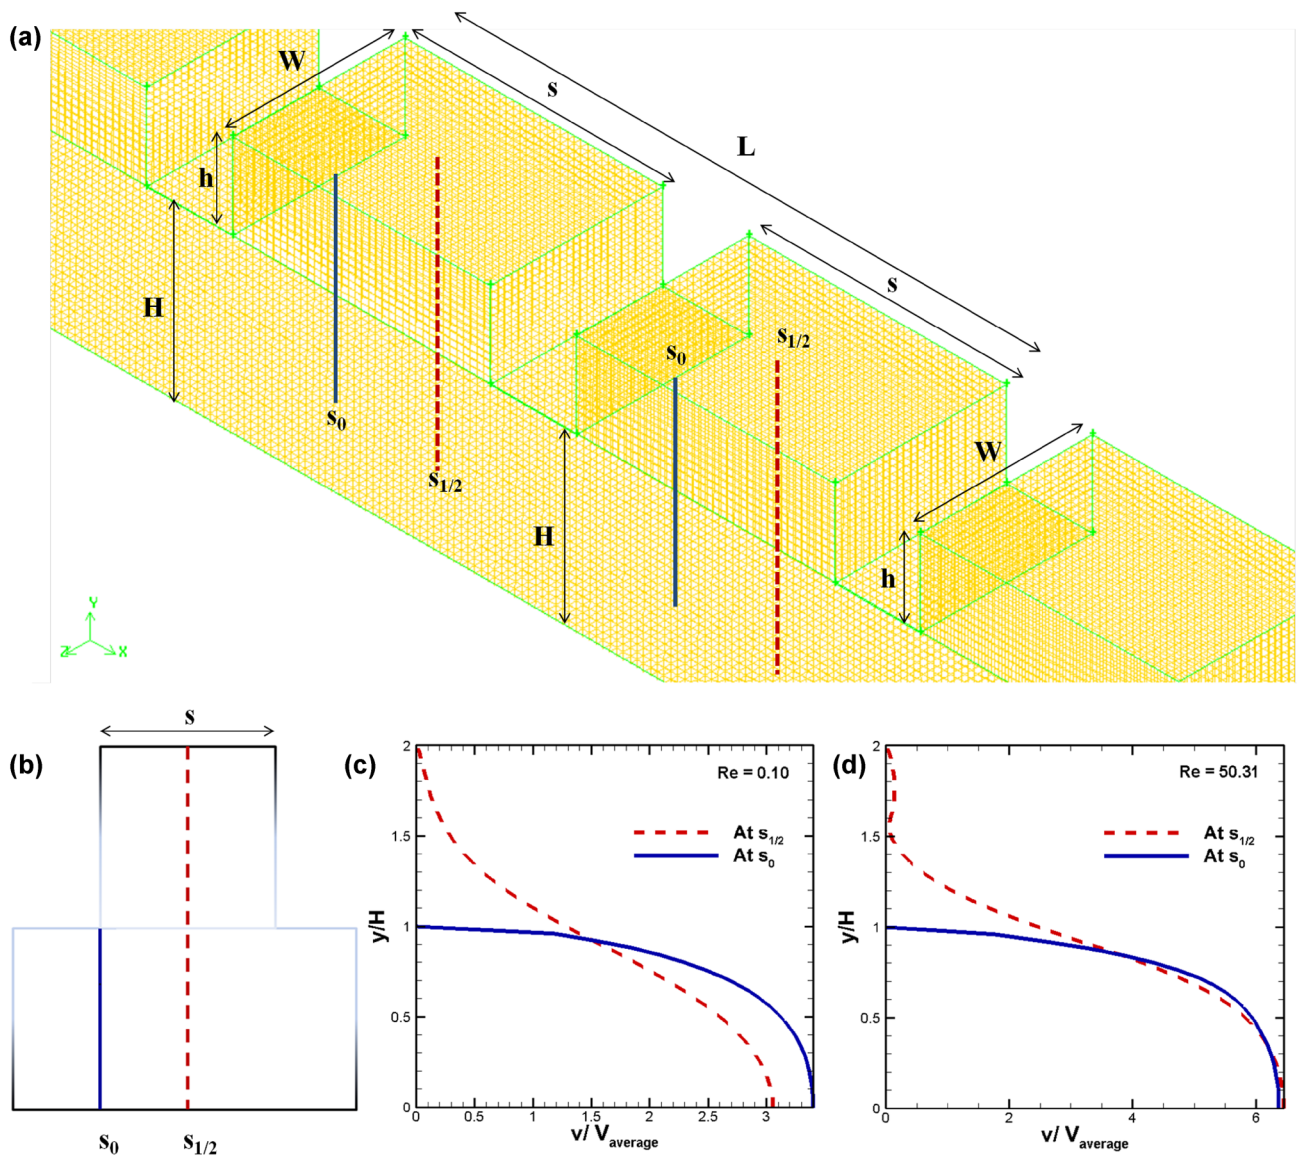 (a)
W
s
L
h
s
H
s₀
s₁/₂
s₀
s₁/₂
W
H
h
Y
Z
X
(b)
s
s₀
s₁/₂
(c)
Re = 0.10
At s₁/₂
At s₀
y/H
2
1.5
1
0.5
0
0
0.5
1
1.5
2
2.5
3
v/ Vaverage
(d)
Re = 50.31
At s₁/₂
At s₀
y/H
2
1.5
1
0.5
0
0
2
4
6
v/ Vaverage